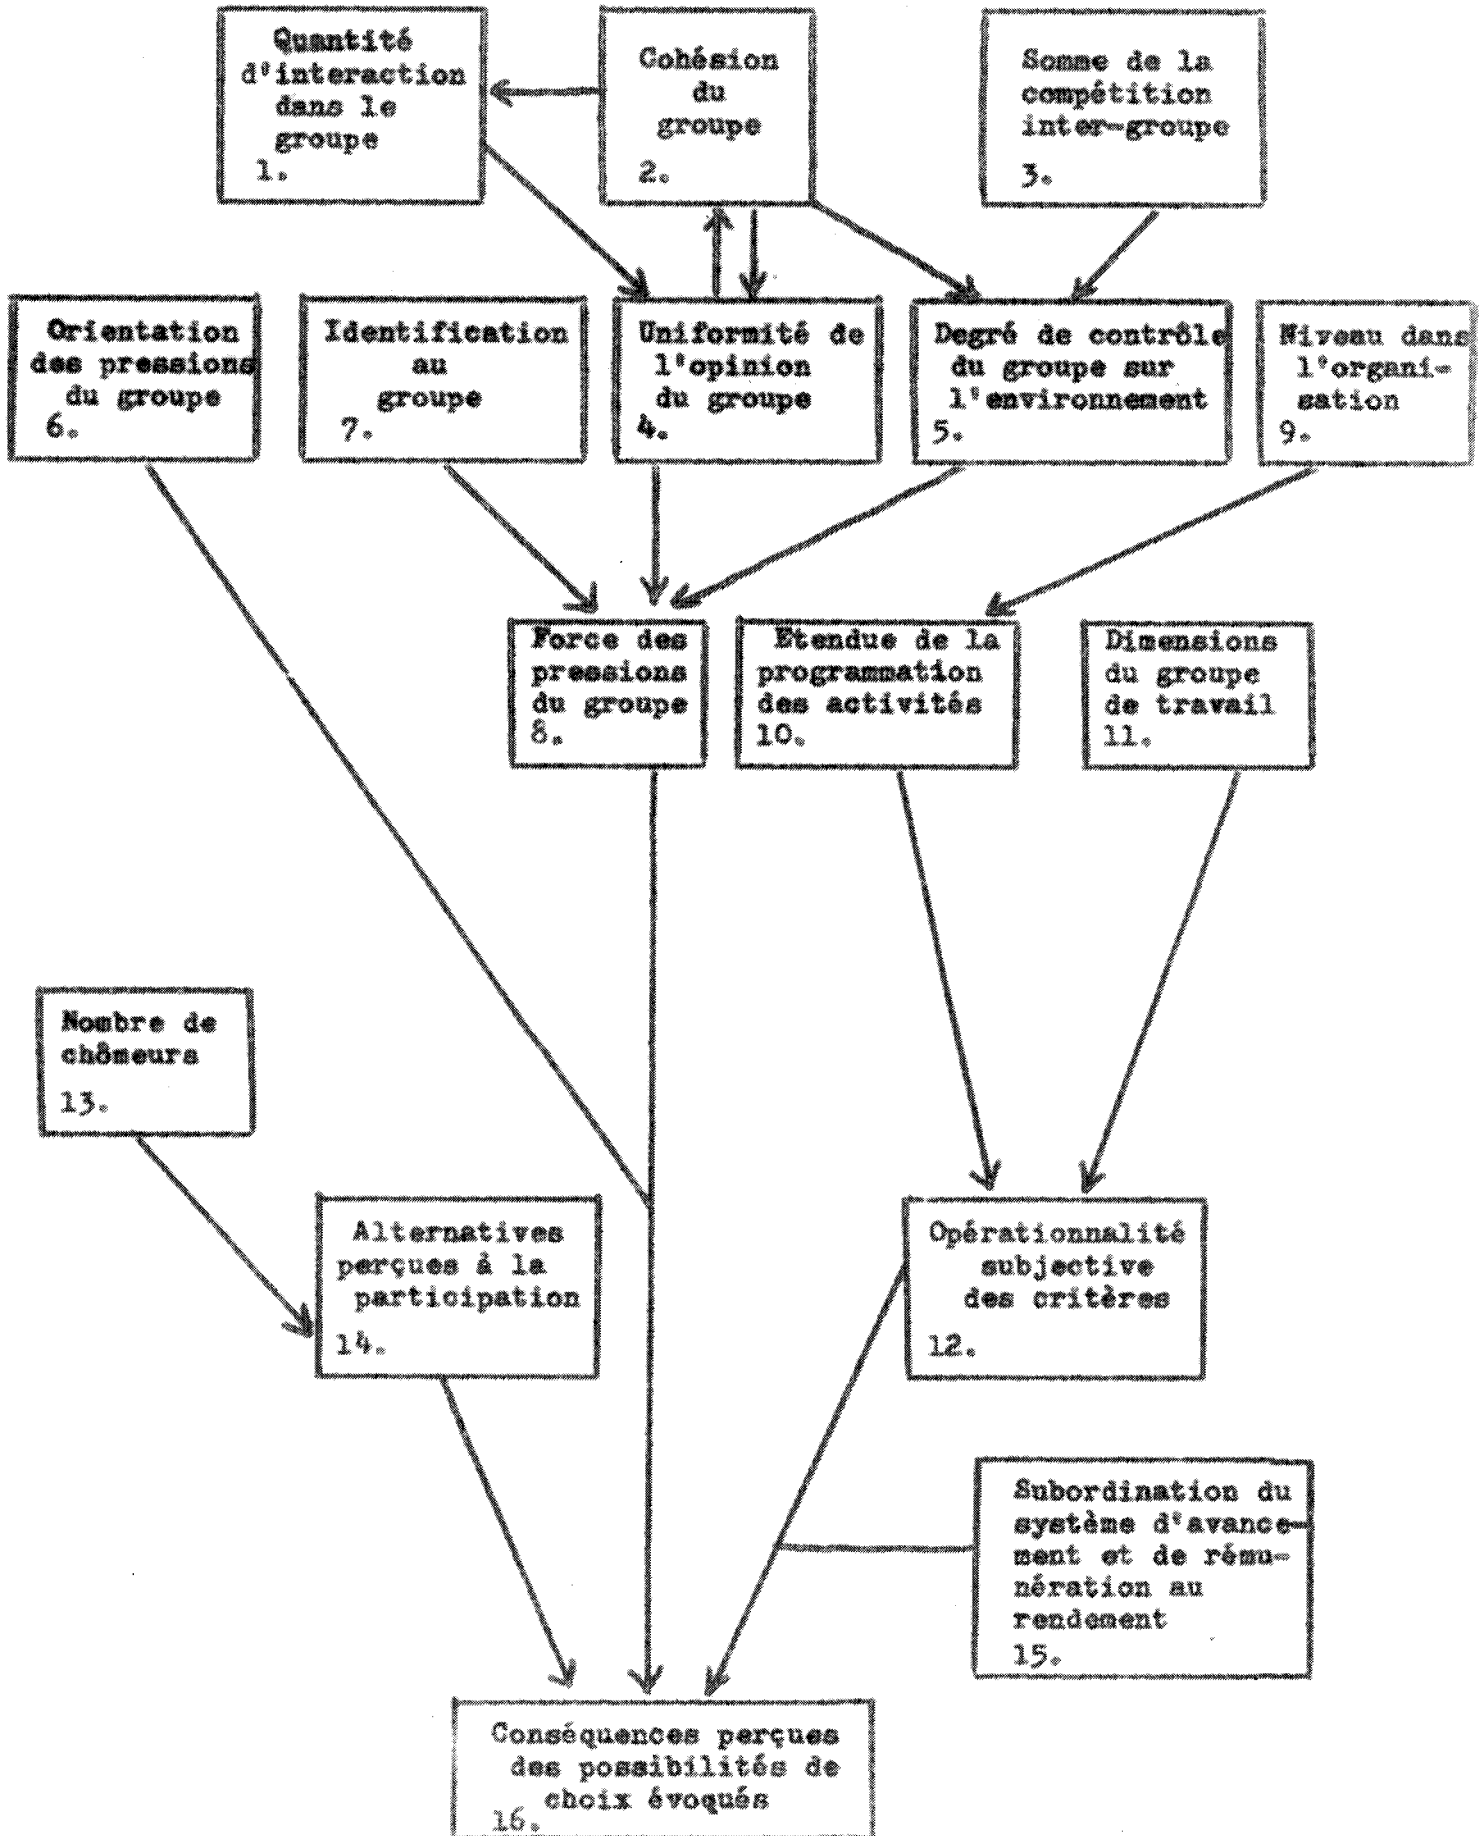 Quantité
d'interaction
dans le
groupe
1.
Cohésion
du
groupe
2.
Somme de la
compétition
inter-groupe
3.
Orientation
des pressions
du groupe
6.
Identification
au
groupe
7.
Uniformité de
l'opinion
du groupe
4.
Degré de contrôle
du groupe sur
l'environnement
5.
Niveau dans
l'organi-
sation
9.
Force des
pressions
du groupe
8.
Etendue de la
programmation
des activités
10.
Dimensions
du groupe
de travail
11.
Nombre de
chômeurs
13.
Alternatives
perçues à la
participation
14.
Opérationnalité
subjective
des critères
12.
Subordination du
système d'avance-
ment et de rému-
nération au
rendement
15.
Conséquences perçues
des possibilités de
choix évoqués
16.